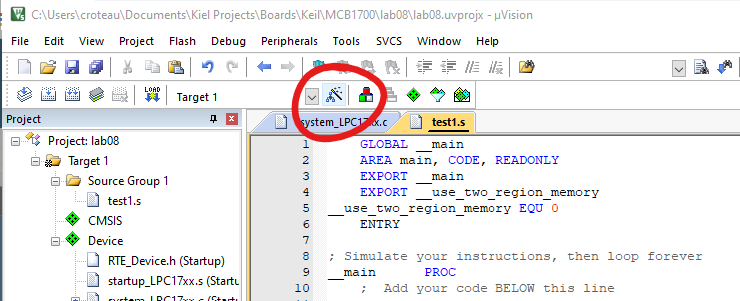 C:\Users\croteau\Documents\Kiel Projects\Boards\Keil\MCB1700\lab08\lab08.uvprojx - µVision
File Edit View Project Flash Debug Peripherals Tools SVCS Window Help
LOAD Target 1
Project
system_LPC17xx.c test1.s
Project: lab08
Target 1
Source Group 1
test1.s
CMSIS
Device
RTE_Device.h (Startup)
startup_LPC17xx.s (Startu
system_LPC17xx.c (Startu
1 GLOBAL __main
2 AREA main, CODE, READONLY
3 EXPORT __main
4 EXPORT __use_two_region_memory
5 __use_two_region_memory EQU 0
6 ENTRY
7
8 ; Simulate your instructions, then loop forever
9 __main PROC
10 ; Add your code BELOW this line